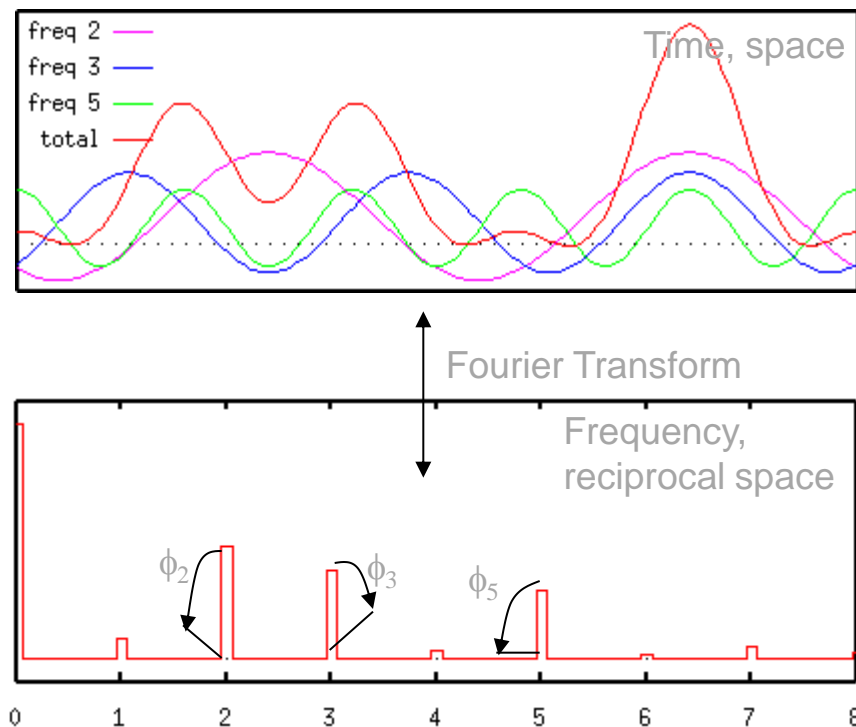 freq 2
freq 3
freq 5
total
Time, space
Fourier Transform
Frequency,
reciprocal space
ϕ2
ϕ3
ϕ5
0 1 2 3 4 5 6 7 8